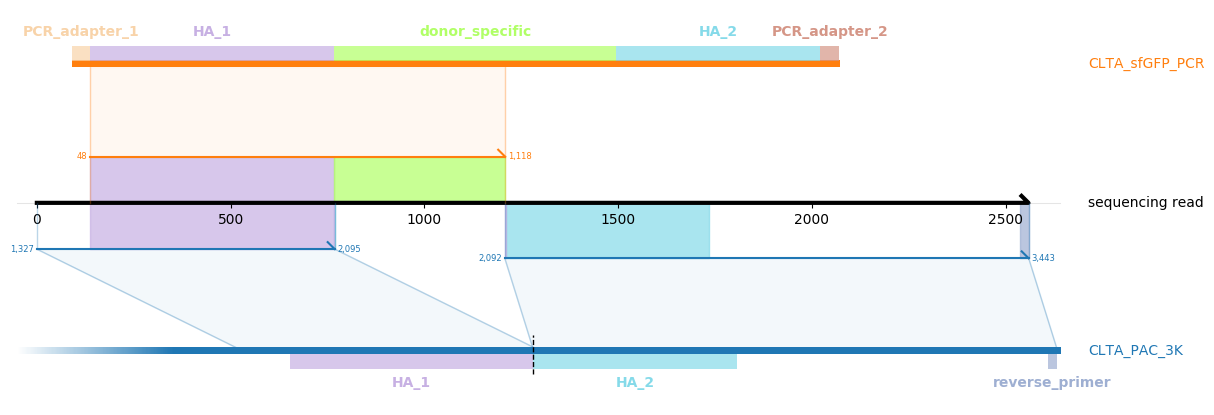 PCR_adapter_1 HA_1 donor_specific HA_2 PCR_adapter_2
CLTA_sfGFP_PCR
48 1,118
sequencing read
0 500 1000 1500 2000 2500
1,327 2,095
2,092 3,443
CLTA_PAC_3K
HA_1 HA_2 reverse_primer